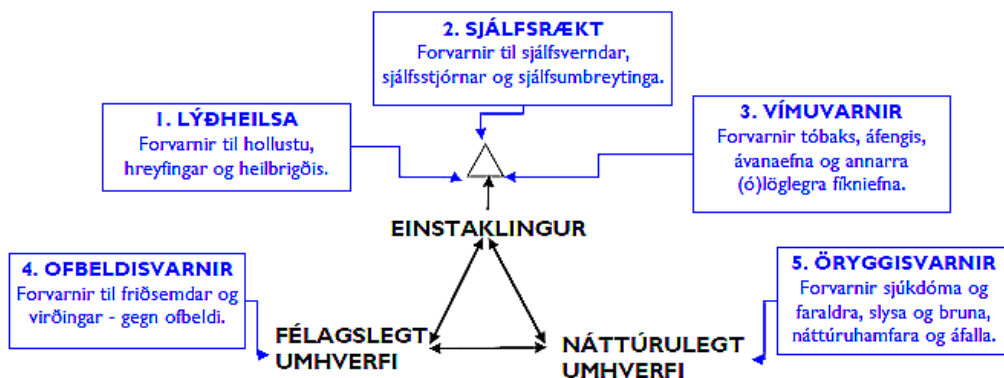 2. SJÁLFSRÆKT
Forvarnir til sjálfsverndar,
sjálfsstjórnar og sjálfsumbreytinga.
1. LÝÐHEILSA
Forvarnir til hollustu,
hreyfingar og heilbrigðis.
3. VÍMUVARNIR
Forvarnir tóbaks, áfengis,
ávanaefna og annarra
(ó)löglegra fíkniefna.
EINSTAKLINGUR
4. OFBELDISVARNIR
Forvarnir til friðsemdar og
virðingar - gegn ofbeldi.
5. ÖRYGGISVARNIR
Forvarnir sjúkdóma og
faraldra, slysa og bruna,
náttúruhamfara og áfalla.
FÉLAGSLEGT
UMHVERFI
NÁTTÚRULEGT
UMHVERFI